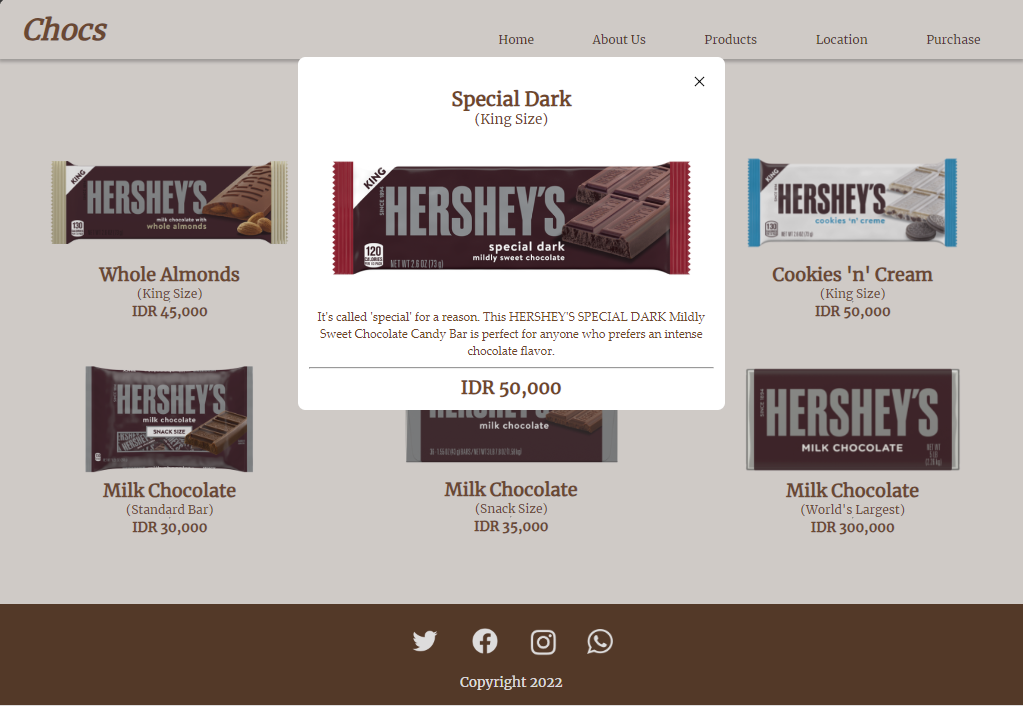 Chocs
Home
About Us
Products
Location
Purchase
Special Dark
(King Size)
KING
SINCE 1894
HERSHEY'S
special dark
mildly sweet chocolate
120
CALORIES
NET WT 2.6 OZ (73 g)
It's called 'special' for a reason. This HERSHEY'S SPECIAL DARK Mildly
Sweet Chocolate Candy Bar is perfect for anyone who prefers an intense
chocolate flavor.
IDR 50,000
KING
HERSHEY'S
milk chocolate with
whole almonds
130
Whole Almonds
(King Size)
IDR 45,000
KING
HERSHEY'S
cookies 'n' creme
130
Cookies 'n' Cream
(King Size)
IDR 50,000
HERSHEY'S
milk chocolate
SNACK SIZE
Milk Chocolate
(Standard Bar)
IDR 30,000
milk chocolate
Milk Chocolate
(Snack Size)
IDR 35,000
HERSHEY'S
MILK CHOCOLATE
Milk Chocolate
(World's Largest)
IDR 300,000
Copyright 2022